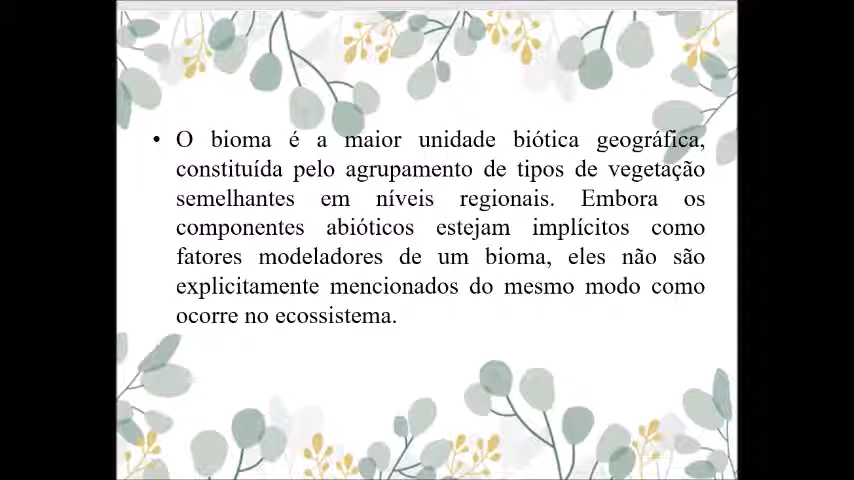 • O bioma é a maior unidade biótica geográfica,
constituída pelo agrupamento de tipos de vegetação
semelhantes em níveis regionais. Embora os
componentes abióticos estejam implícitos como
fatores modeladores de um bioma, eles não são
explicitamente mencionados do mesmo modo como
ocorre no ecossistema.